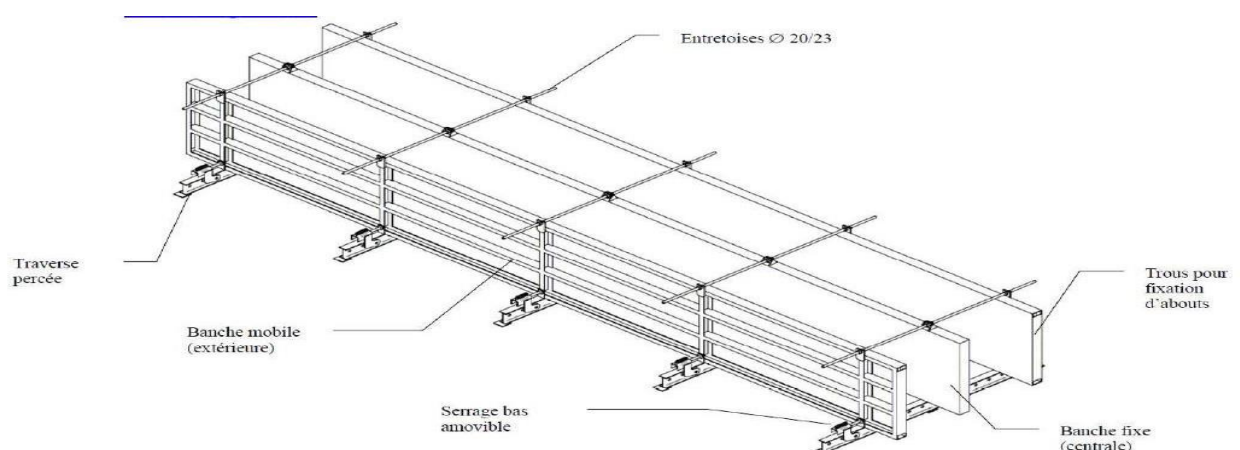 Entretoises Ø 20/23
Traverse
percée
Trous pour
fixation
d'abouts
Banche mobile
(extérieure)
Serrage bas
amovible
Banche fixe
(centrale)